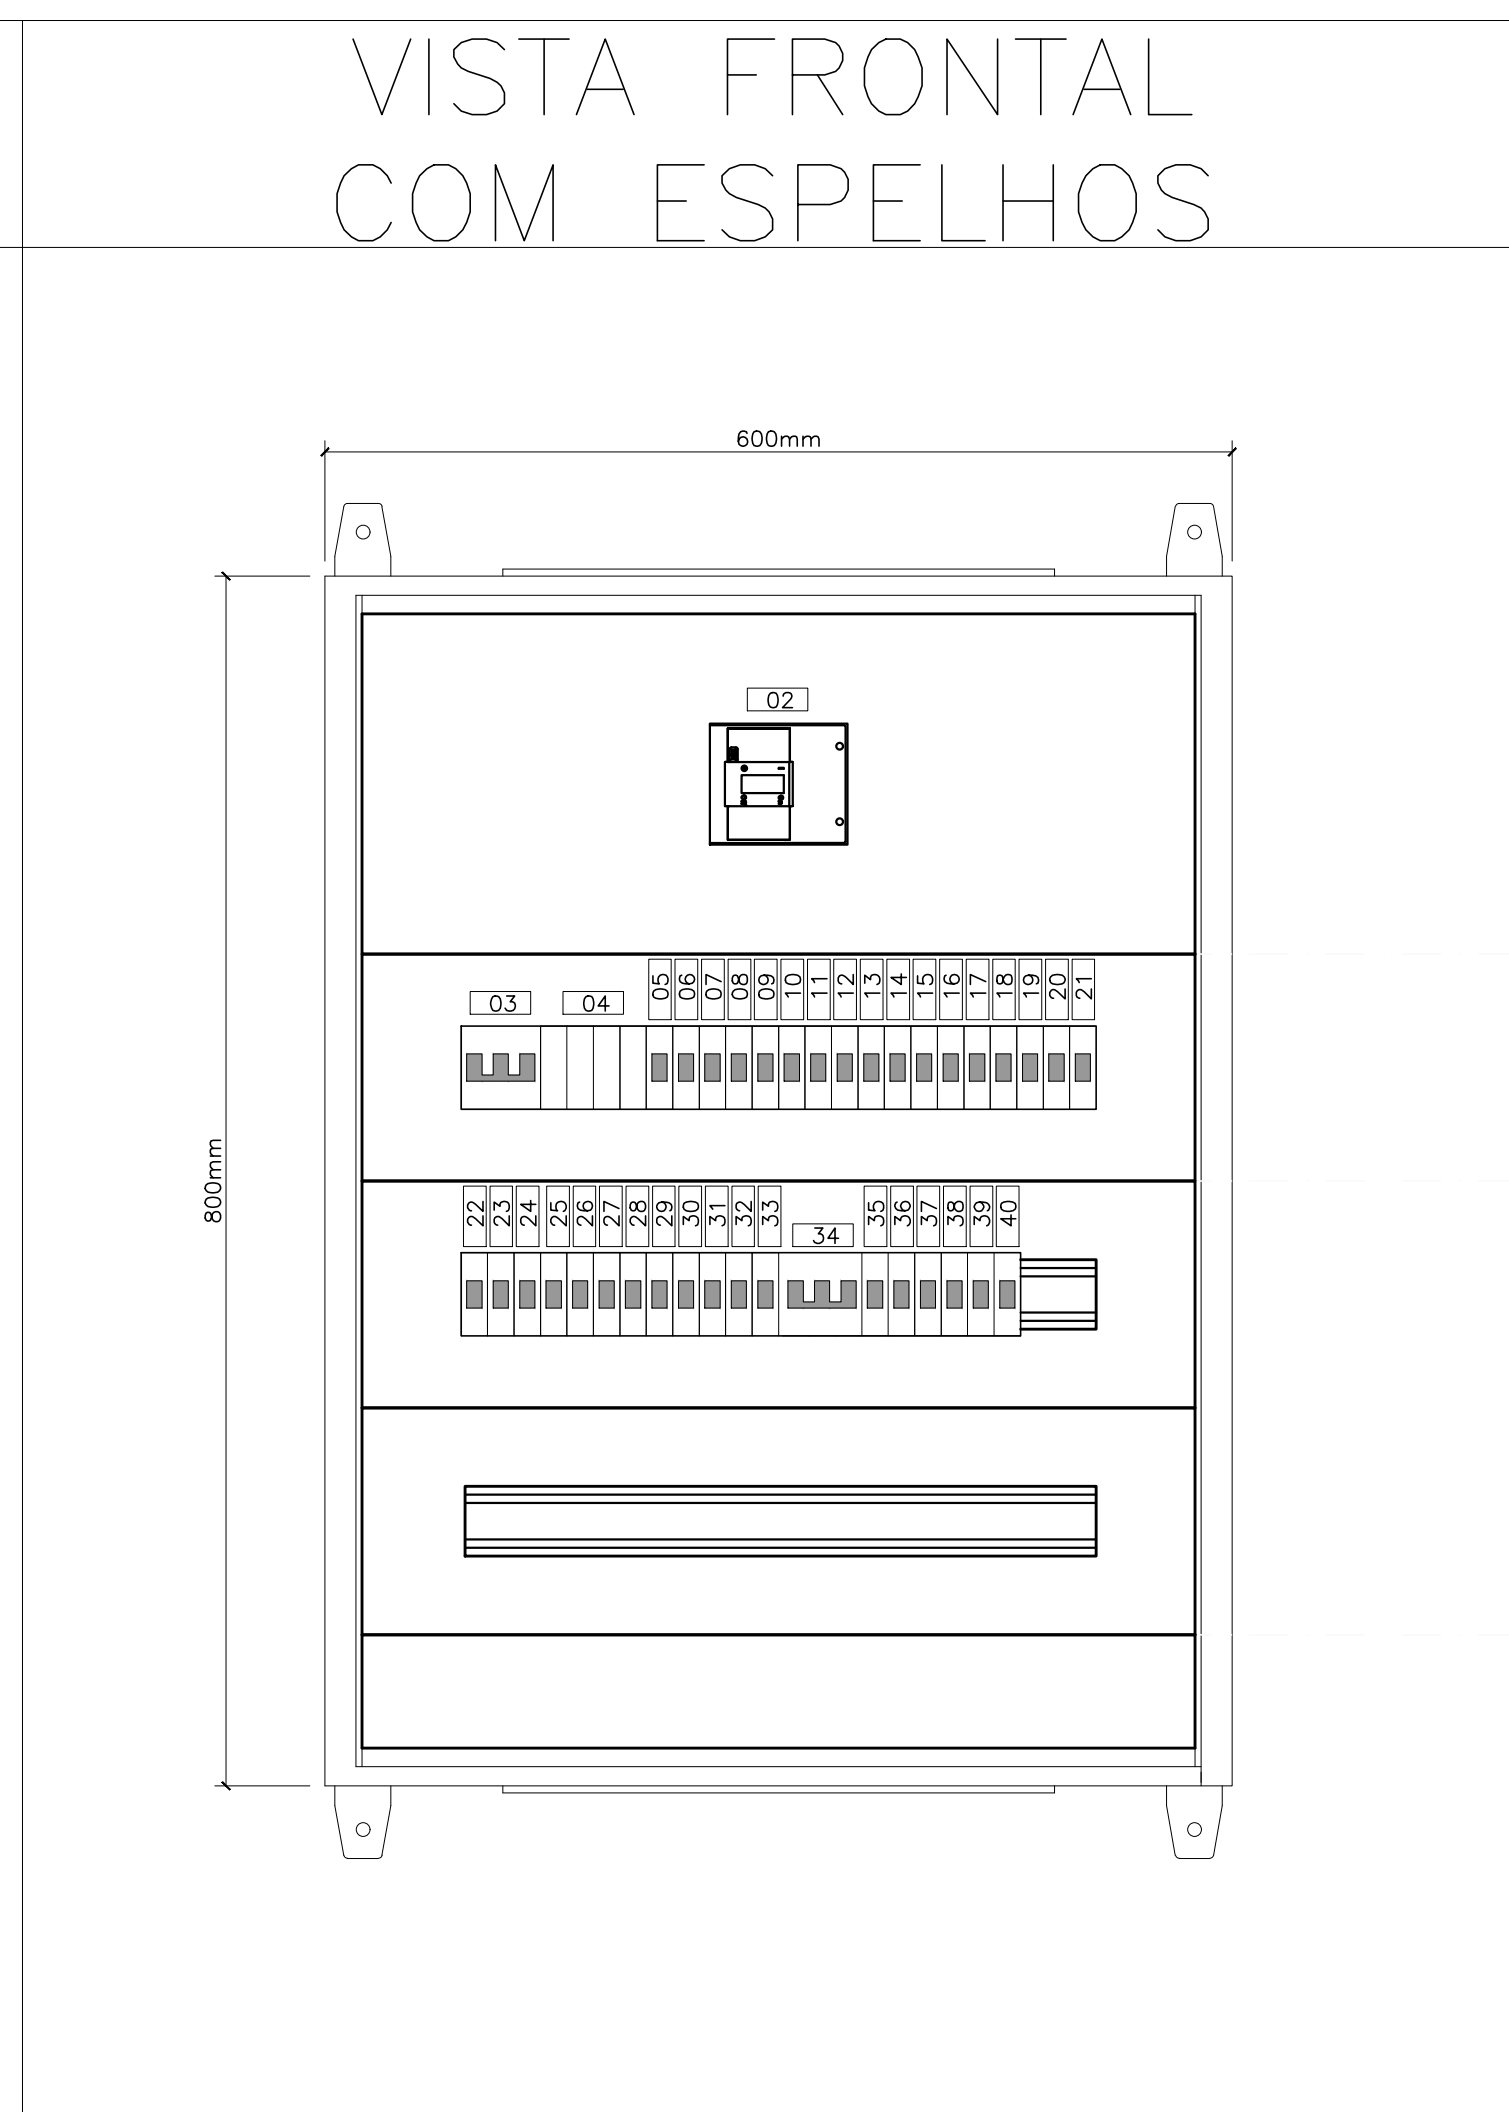 VISTA FRONTAL
COM ESPELHOS
600mm
800mm
02
03 04 05 06 07 08 09 10 11 12 13 14 15 16 17 18 19 20 21
22 23 24 25 26 27 28 29 30 31 32 33 34 35 36 37 38 39 40